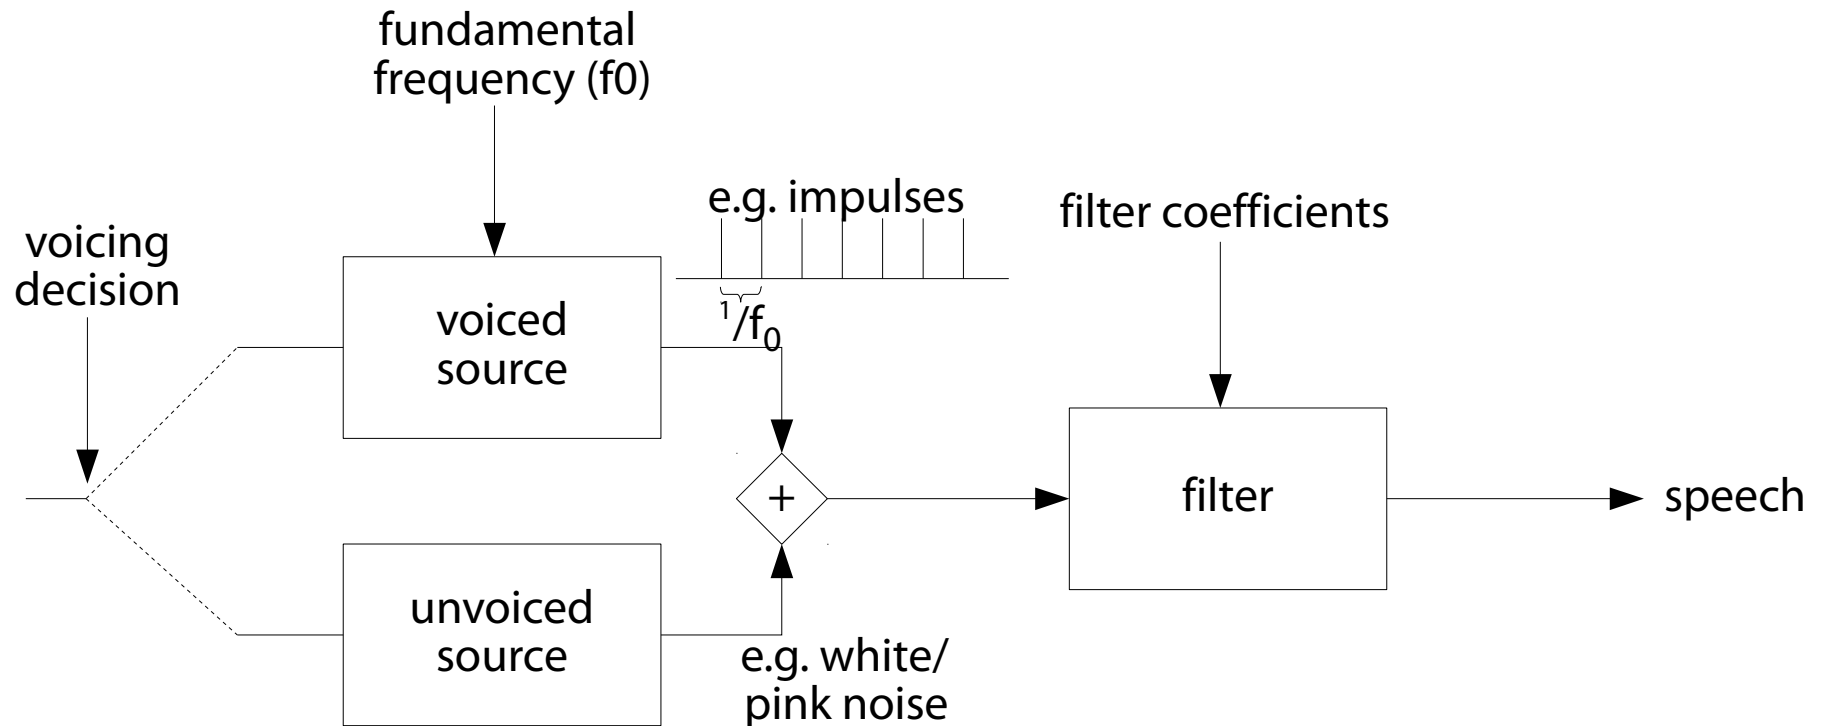 fundamental
frequency (f0)
e.g. impulses
filter coefficients
voicing
decision
voiced
source
1/f0
+
filter
speech
unvoiced
source
e.g. white/
pink noise